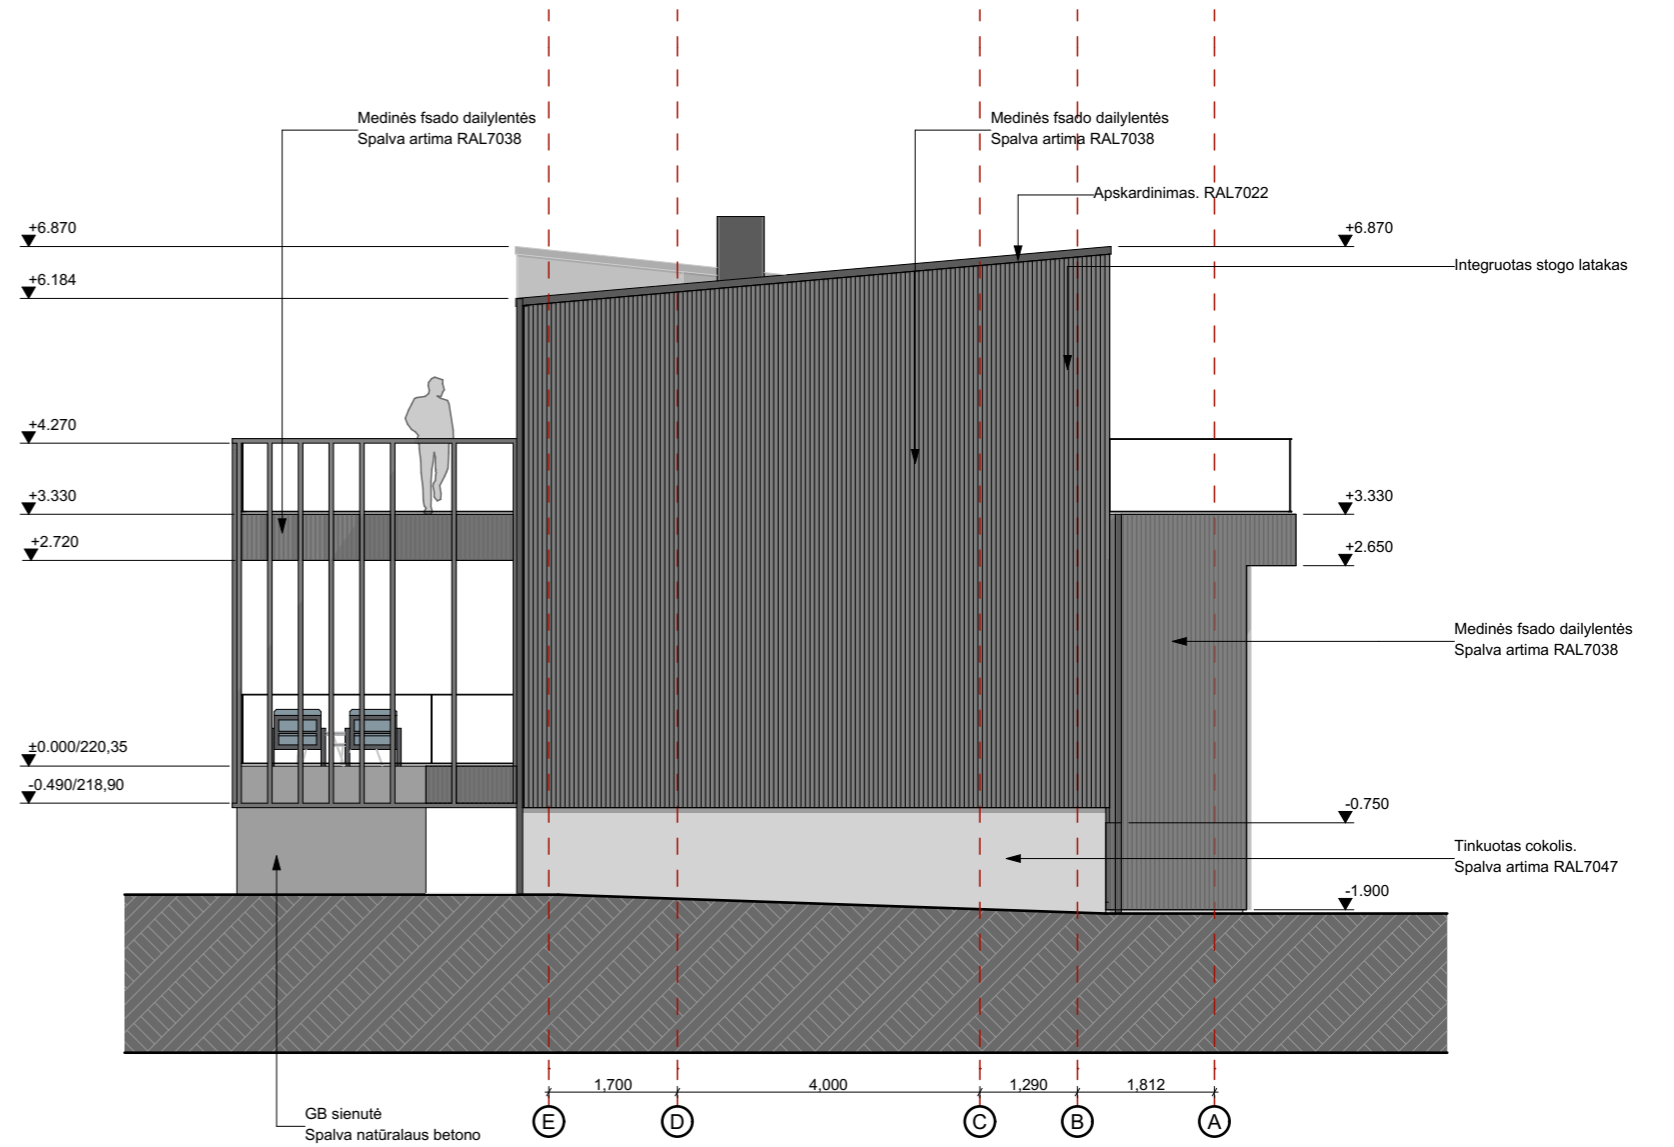 Medinės fsado dailylentės
Spalva artima RAL7038
Medinės fsado dailylentės
Spalva artima RAL7038
Apskardinimas. RAL7022
+6.870
+6.870
Integruotas stogo latakas
+6.184
+4.270
+3.330
+3.330
+2.720
+2.650
Medinės fsado dailylentės
Spalva artima RAL7038
±0.000/220,35
-0.490/218,90
-0.750
Tinkuotas cokolis.
Spalva artima RAL7047
-1.900
1,700
4,000
1,290
1,812
GB sienutė
Spalva natūralaus betono
E
D
C
B
A